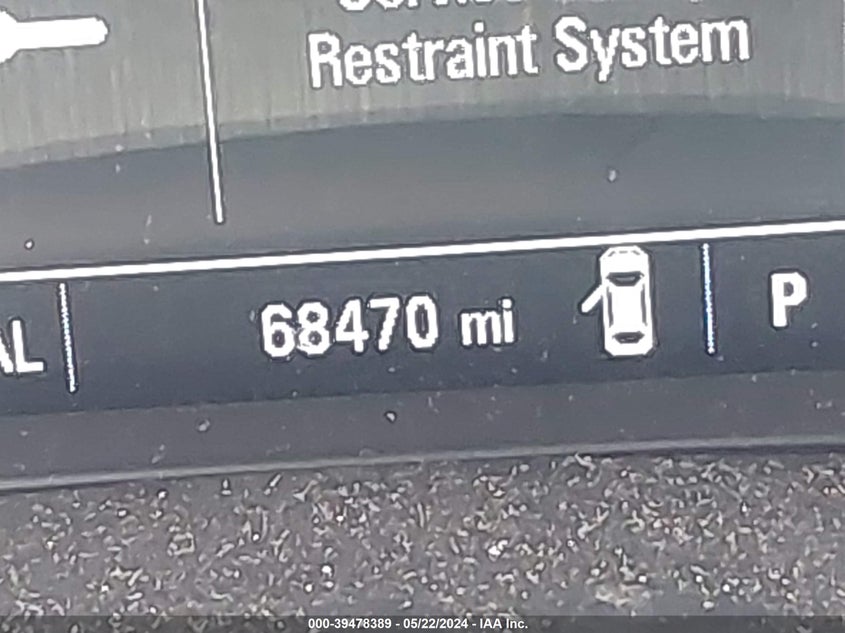 Restraint System
AL
68470 mi
P
000-39478389 - 05/22/2024 - IAA Inc.